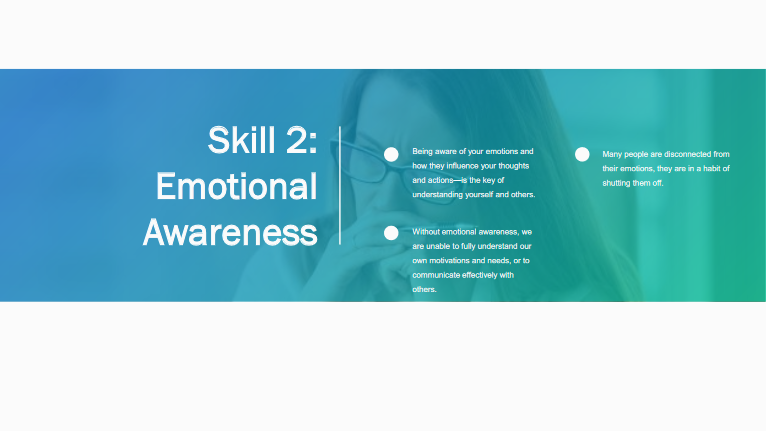 Skill 2:
Emotional
Awareness
Being aware of your emotions and
how they influence your thoughts
and actions—is the key of
understanding yourself and others.
Without emotional awareness, we
are unable to fully understand our
own motivations and needs, or to
communicate effectively with
others.
Many people are disconnected from
their emotions, they are in a habit of
shutting them off.